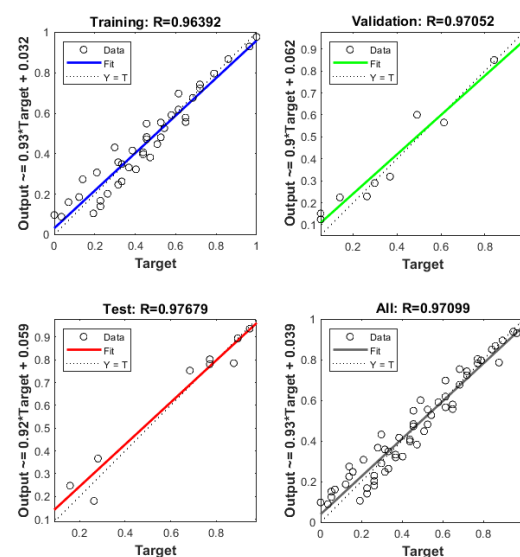 Training: R=0.96392
Output ~= 0.93*Target + 0.032
1
0.8
0.6
0.4
0.2
0
Data
Fit
Y = T
0 0.2 0.4 0.6 0.8 1
Target
Validation: R=0.97052
Output ~= 0.9*Target + 0.062
0.9
0.8
0.7
0.6
0.5
0.4
0.3
0.2
0.1
Data
Fit
Y = T
0.2 0.4 0.6 0.8
Target
Test: R=0.97679
Output ~= 0.92*Target + 0.059
0.9
0.8
0.7
0.6
0.5
0.4
0.3
0.2
0.1
Data
Fit
Y = T
0.2 0.4 0.6 0.8
Target
All: R=0.97099
Output ~= 0.93*Target + 0.039
1
0.8
0.6
0.4
0.2
0
Data
Fit
Y = T
0 0.2 0.4 0.6 0.8 1
Target